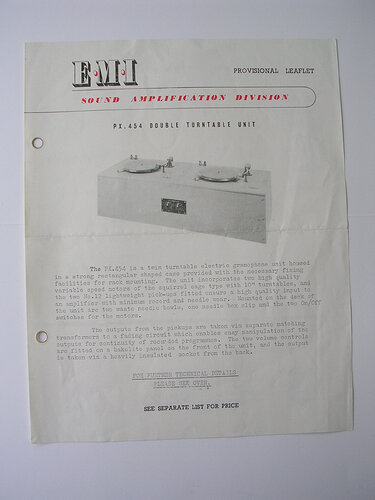 E·M·I
PROVISIONAL LEAFLET
SOUND AMPLIFICATION DIVISION
PX.454 DOUBLE TURNTABLE UNIT
The PX.454 is a twin turntable electric gramophone unit housed
in a strong rectangular shaped case provided with the necessary fixing
facilities for rack mounting. The unit incorporates two high quality
variable speed motors of the squirrel cage type with 10" turntables, and
the two No.12 lightweight pick-ups fitted ensure a high quality input to
an amplifier with minimum record and needle wear. Mounted on the deck of
the unit are two waste needle bowls, one needle box clip and the two On/Off
switches for the motors.
The outputs from the pickups are taken via separate matching
transformers to a fading circuit which enables easy manipulation of the
outputs for continuity of recorded programmes. The two volume controls
are fitted on a bakelite panel on the front of the unit, and the output
is taken via a heavily insulated socket from the back.
FOR FURTHER TECHNICAL DETAILS
PLEASE SEE OVER.
SEE SEPARATE LIST FOR PRICE